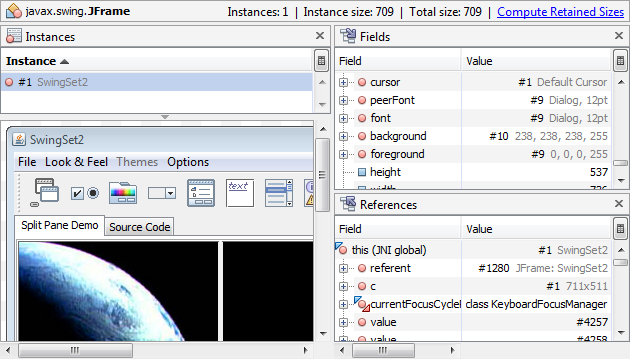 javax.swing.JFrame Instances: 1 | Instance size: 709 | Total size: 709 | Compute Retained Sizes
Instances
Instance
#1 SwingSet2
SwingSet2
File Look & Feel Themes Options
text
Split Pane Demo Source Code
Fields
Field Value
cursor #1 Default Cursor
peerFont #9 Dialog, 12pt
font #9 Dialog, 12pt
background #10 238, 238, 238, 255
foreground #9 0, 0, 0, 255
height 537
width 726
References
Field Value
this (JNI global) #1 SwingSet2
referent #1280 JFrame: SwingSet2
c #1 711x511
currentFocusCycleR class KeyboardFocusManager
value #4257
value #4258